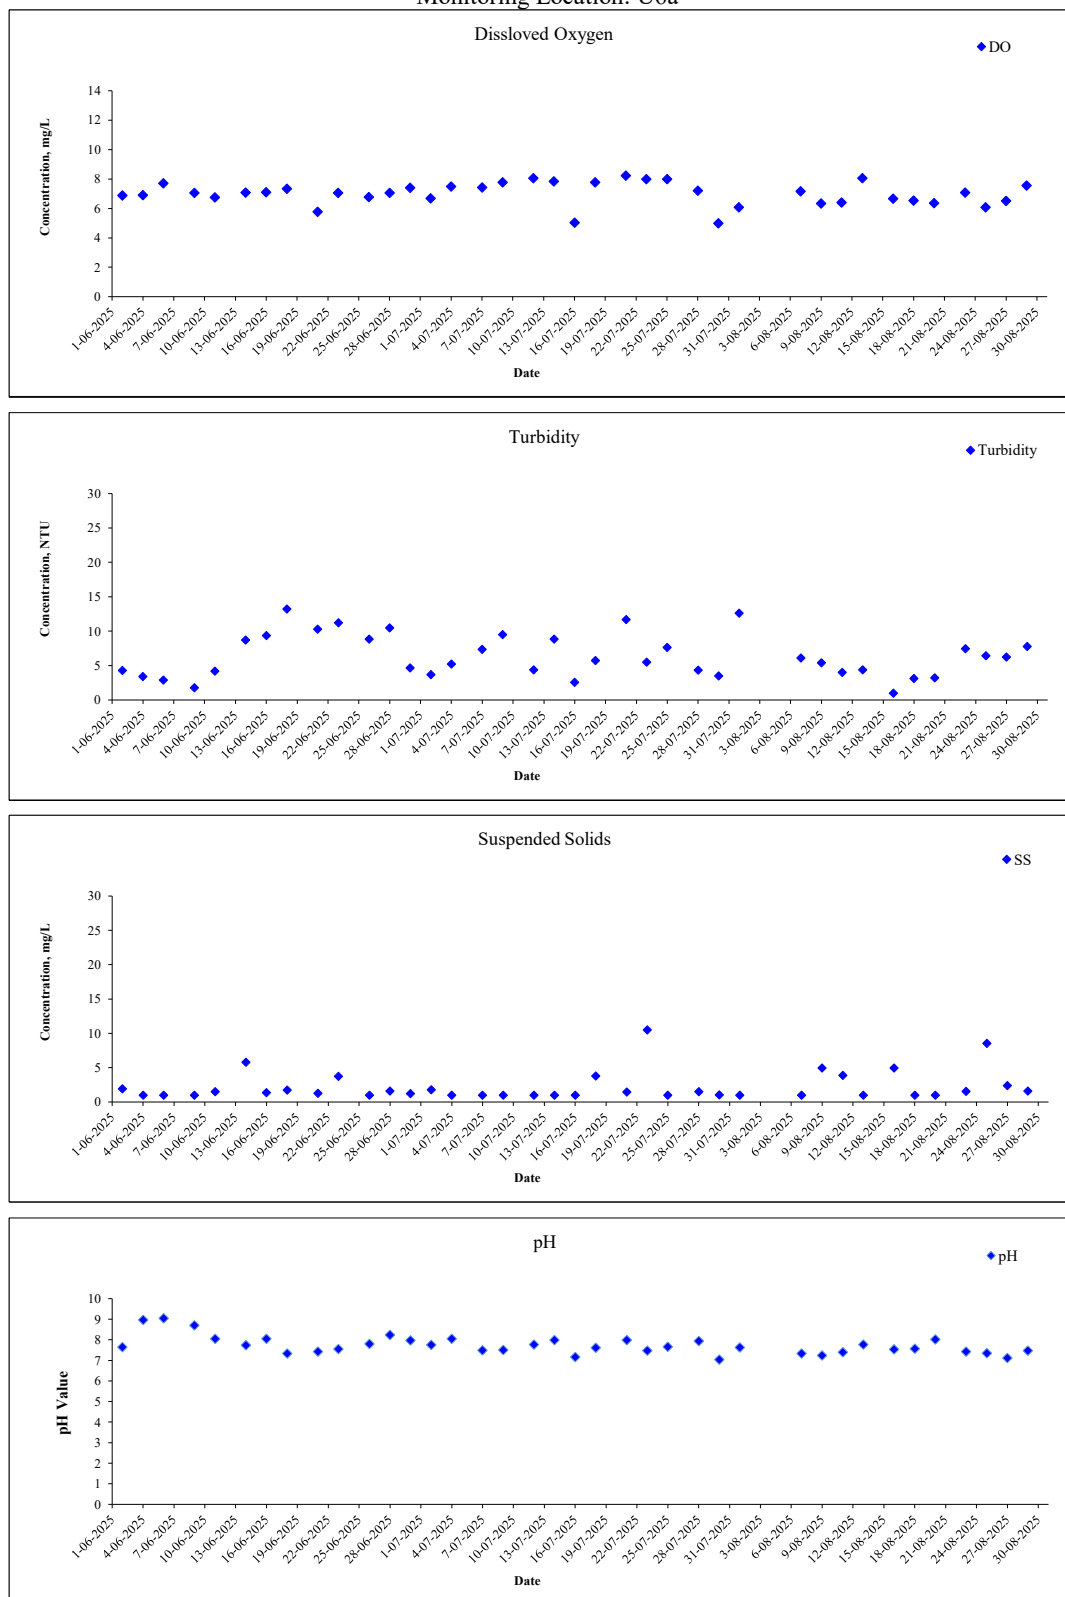 Monitoring Location: U6a
Dissloved Oxygen
DO
Concentration, mg/L
14
12
10
8
6
4
2
0
1-06-2025 4-06-2025 7-06-2025 10-06-2025 13-06-2025 16-06-2025 19-06-2025 22-06-2025 25-06-2025 28-06-2025 1-07-2025 4-07-2025 7-07-2025 10-07-2025 13-07-2025 16-07-2025 19-07-2025 22-07-2025 25-07-2025 28-07-2025 31-07-2025 3-08-2025 6-08-2025 9-08-2025 12-08-2025 15-08-2025 18-08-2025 21-08-2025 24-08-2025 27-08-2025 30-08-2025
Date
Turbidity
Turbidity
Concentration, NTU
30
25
20
15
10
5
0
1-06-2025 4-06-2025 7-06-2025 10-06-2025 13-06-2025 16-06-2025 19-06-2025 22-06-2025 25-06-2025 28-06-2025 1-07-2025 4-07-2025 7-07-2025 10-07-2025 13-07-2025 16-07-2025 19-07-2025 22-07-2025 25-07-2025 28-07-2025 31-07-2025 3-08-2025 6-08-2025 9-08-2025 12-08-2025 15-08-2025 18-08-2025 21-08-2025 24-08-2025 27-08-2025 30-08-2025
Date
Suspended Solids
SS
Concentration, mg/L
30
25
20
15
10
5
0
1-06-2025 4-06-2025 7-06-2025 10-06-2025 13-06-2025 16-06-2025 19-06-2025 22-06-2025 25-06-2025 28-06-2025 1-07-2025 4-07-2025 7-07-2025 10-07-2025 13-07-2025 16-07-2025 19-07-2025 22-07-2025 25-07-2025 28-07-2025 31-07-2025 3-08-2025 6-08-2025 9-08-2025 12-08-2025 15-08-2025 18-08-2025 21-08-2025 24-08-2025 27-08-2025 30-08-2025
Date
pH
pH
pH Value
10
9
8
7
6
5
4
3
2
1
0
1-06-2025 4-06-2025 7-06-2025 10-06-2025 13-06-2025 16-06-2025 19-06-2025 22-06-2025 25-06-2025 28-06-2025 1-07-2025 4-07-2025 7-07-2025 10-07-2025 13-07-2025 16-07-2025 19-07-2025 22-07-2025 25-07-2025 28-07-2025 31-07-2025 3-08-2025 6-08-2025 9-08-2025 12-08-2025 15-08-2025 18-08-2025 21-08-2025 24-08-2025 27-08-2025 30-08-2025
Date